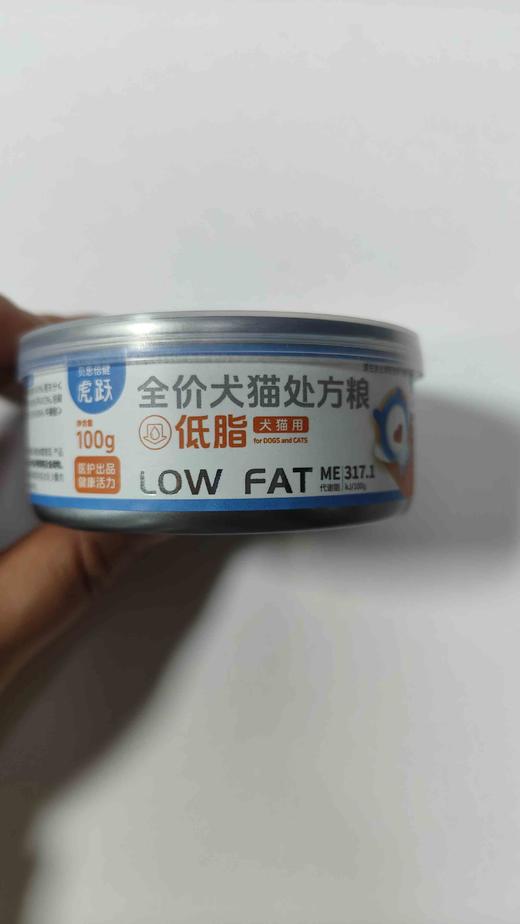 贝思倍健
虎跃
净含量
100g
医护出品
健康活力
全价犬猫处方粮
低脂
犬猫用
for DOGS and CATS
LOW FAT
ME 317.1
代谢能 kJ/100g